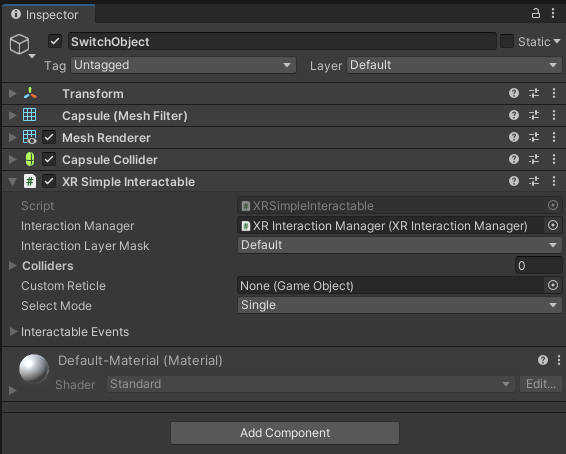 Inspector
SwitchObject Static
Tag Untagged Layer Default
Transform
Capsule (Mesh Filter)
Mesh Renderer
Capsule Collider
# XR Simple Interactable
Script # XRSimpleInteractable
Interaction Manager # XR Interaction Manager (XR Interaction Manager)
Interaction Layer Mask Default
Colliders 0
Custom Reticle None (Game Object)
Select Mode Single
Interactable Events
Default-Material (Material)
Shader Standard Edit...
Add Component